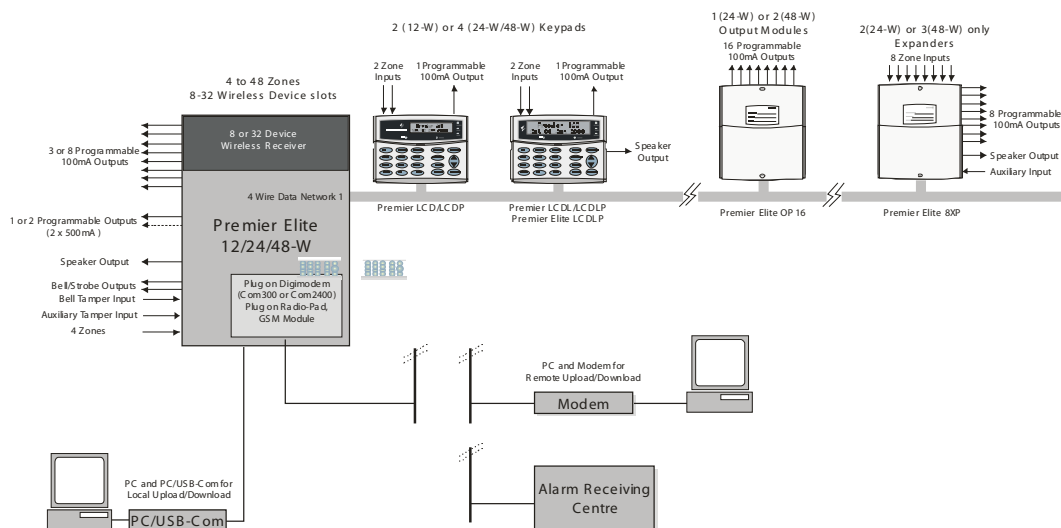 2 (12-W) or 4 (24-W/48-W) Keypads
1(24-W) or 2(48-W)
Output Modules
16 Programmable
100mA Outputs
2(24-W) or 3(48-W) only
Expanders
8 Zone Inputs
2 Zone
Inputs
1 Programmable
100mA Output
2 Zone
Inputs
1 Programmable
100mA Output
4 to 48 Zones
8-32 Wireless Device slots
8 or 32 Device
Wireless Receiver
3 or 8 Programmable
100mA Outputs
8 Programmable
100mA Outputs
Speaker
Output
Speaker Output
Auxiliary Input
4 Wire Data Network 1
Premier LCD/LCDP
Premier LCDL/LCDLP
Premier Elite LCDLP
Premier Elite OP 16
Premier Elite 8XP
1 or 2 Programmable Outputs
(2 x 500mA)
Premier Elite
12/24/48-W
Speaker Output
Bell/Strobe Outputs
Bell Tamper Input
Auxiliary Tamper Input
4 Zones
Plug on Digimodem
(Com300 or Com2400)
Plug on Radio-Pad,
GSM Module
PC and Modem for
Remote Upload/Download
Modem
PC and PC/USB-Com for
Local Upload/Download
PC/USB-Com
Alarm Receiving
Centre